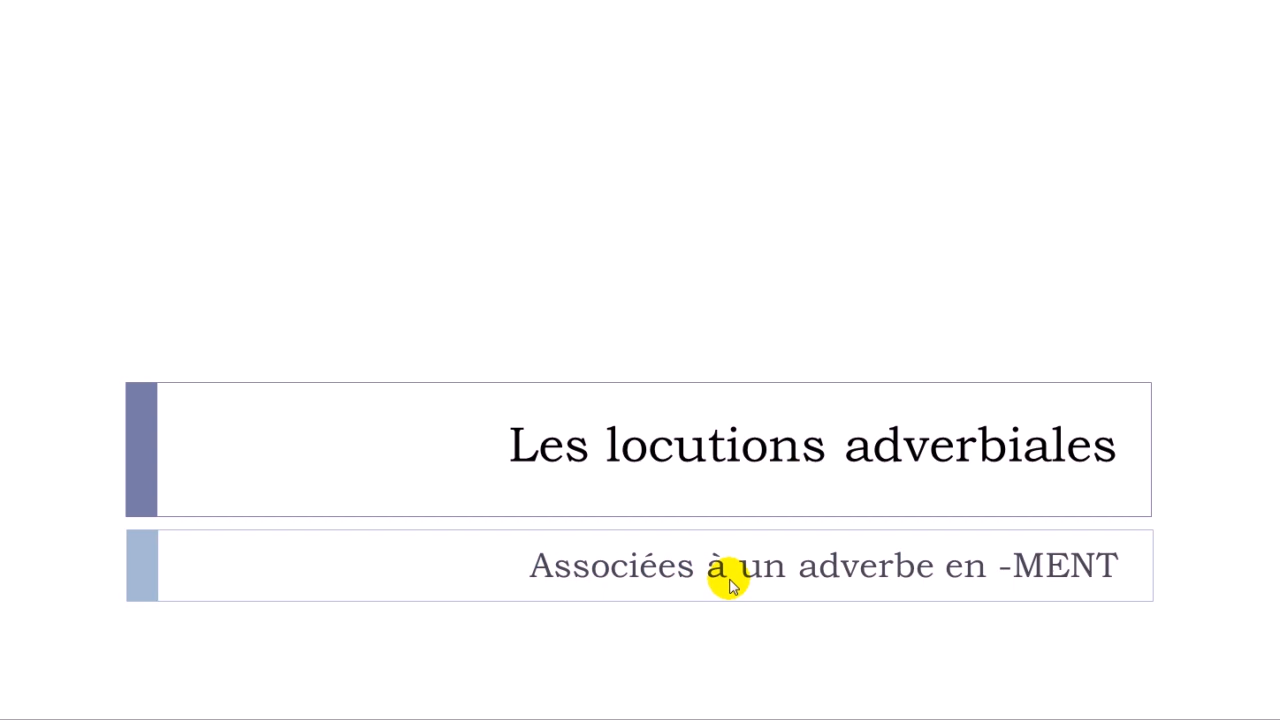 Les locutions adverbiales
Associées à un adverbe en -MENT